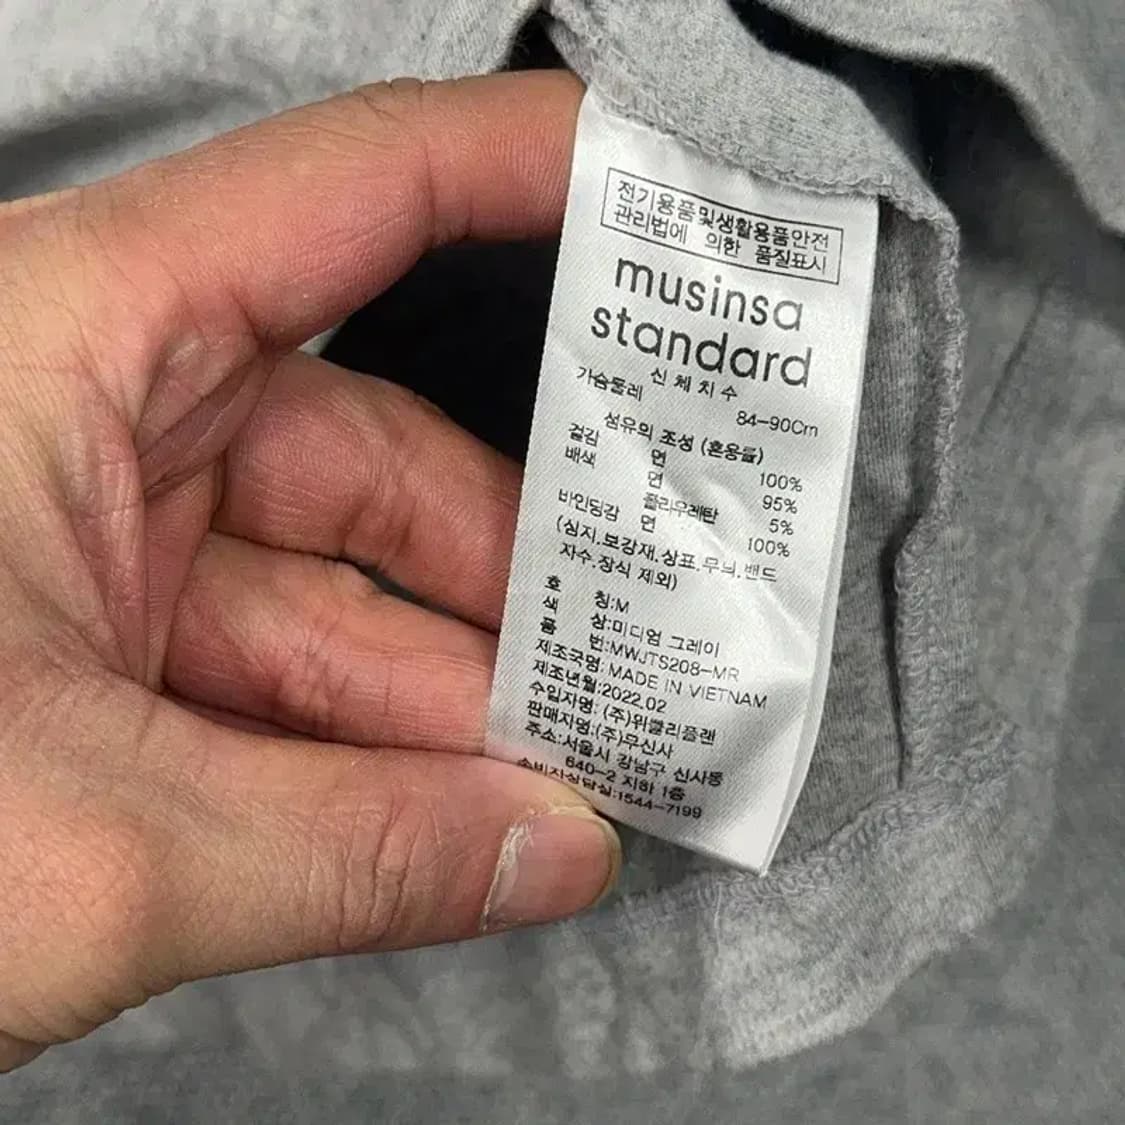 전기용품및생활용품안전
관리법에 의한 품질표시
musinsa
standard
신체치수
가슴둘레 84-90Cm
섬유의 조성 (혼용률)
겉감 면 100%
배색 면 95%
폴리우레탄 5%
바인딩감 면 100%
(심지.보강재.상표.무늬.밴드
자수.장식 제외)
호 칭:M
색 상:미디엄 그레이
품 번:MWJTS208-MR
제조국명: MADE IN VIETNAM
제조년월:2022.02
수입자명: (주)위클리플랜
판매자명:(주)무신사
주소:서울시 강남구 신사동
640-2 지하 1층
소비자상담실:1544-7199